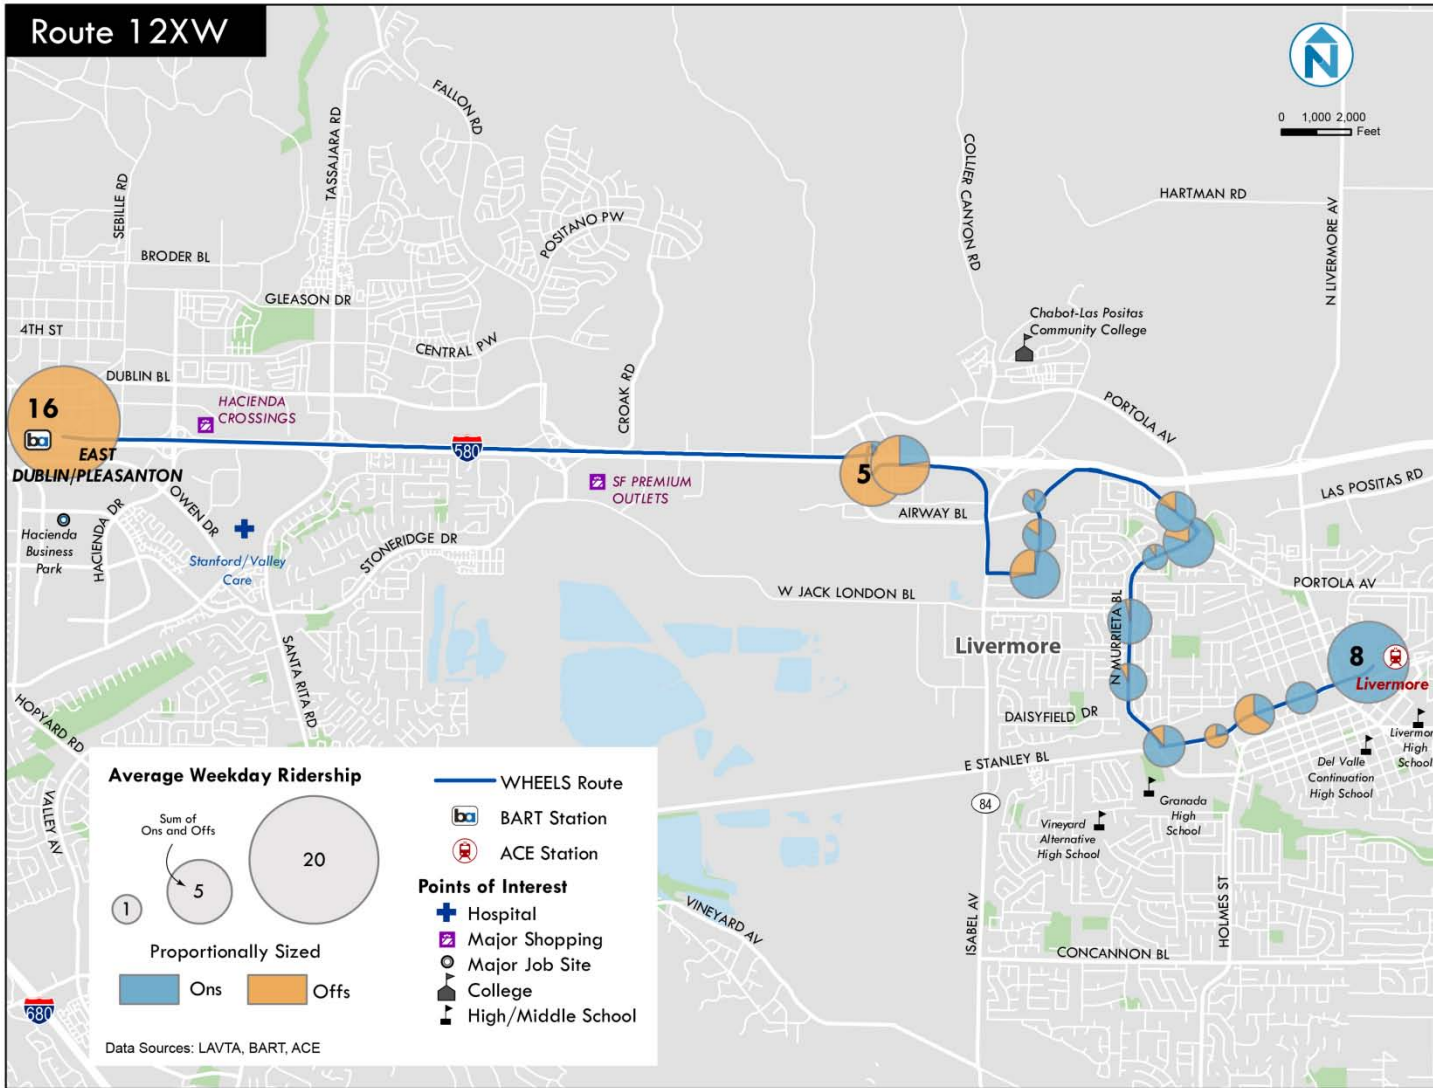 Route 12XW
N
0 1,000 2,000
Feet
FALLON RD
TASSAJARA RD
SEBILLE RD
POSITANO PW
COLLIER CANYON RD
HARTMAN RD
N LIVERMORE AV
BRODER BL
GLEASON DR
4TH ST
CENTRAL PW
Chabot-Las Positas
Community College
DUBLIN BL
HACIENDA
CROSSINGS
CROAK RD
PORTOLA AV
16
ba
EAST
DUBLIN/PLEASANTON
580
5
SF PREMIUM
OUTLETS
AIRWAY BL
LAS POSITAS RD
OWEN DR
HACIENDA DR
Hacienda
Business
Park
Stanford/Valley
Care
STONERIDGE DR
W JACK LONDON BL
PORTOLA AV
N MURRIETA BL
Livermore
8
Livermore
SANTA RITA RD
HOPYARD RD
DAISYFIELD DR
E STANLEY BL
Livermor
High
School
Del Valle
Continuation
High School
84
Granada
High
School
Vineyard
Alternative
High School
VALLEY AV
VINEYARD AV
ISABEL AV
HOLMES ST
CONCANNON BL
680
Average Weekday Ridership
Sum of
Ons and Offs
1
5
20
Proportionally Sized
Ons
Offs
WHEELS Route
ba
BART Station
ACE Station
Points of Interest
Hospital
Major Shopping
Major Job Site
College
High/Middle School
Data Sources: LAVTA, BART, ACE